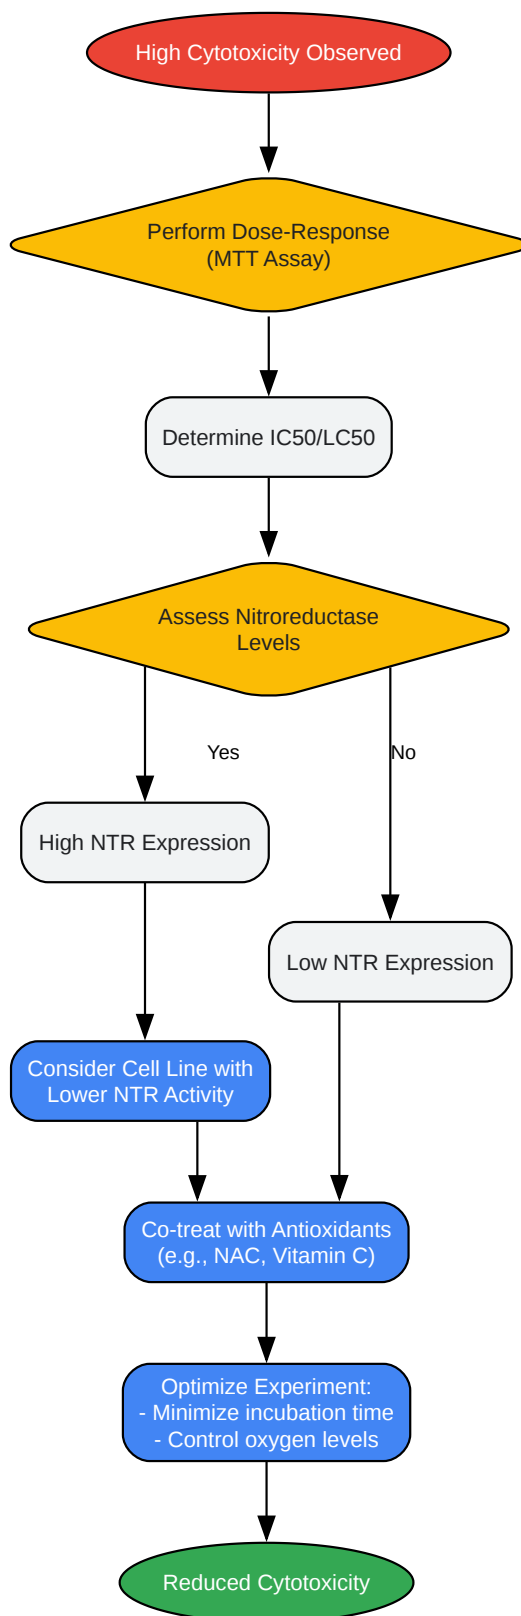 High Cytotoxicity Observed
Perform Dose-Response
(MTT Assay)
Determine IC50/LC50
Assess Nitroreductase
Levels
Yes
No
High NTR Expression
Low NTR Expression
Consider Cell Line with
Lower NTR Activity
Co-treat with Antioxidants
(e.g., NAC, Vitamin C)
Optimize Experiment:
- Minimize incubation time
- Control oxygen levels
Reduced Cytotoxicity